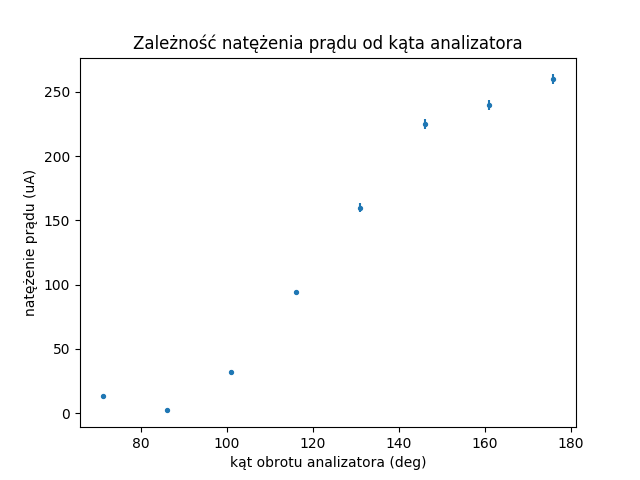 Zależność natężenia prądu od kąta analizatora
250
200
150
100
50
0
natężenie prądu (uA)
80 100 120 140 160 180
kąt obrotu analizatora (deg)